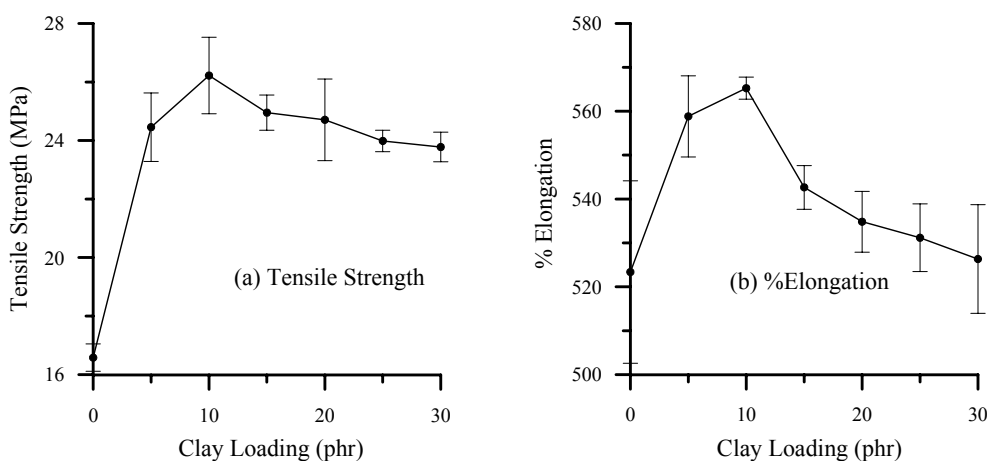 28
24
20
16
Tensile Strength (MPa)
(a) Tensile Strength
0 10 20 30
Clay Loading (phr)
580
560
540
520
500
% Elongation
(b) %Elongation
0 10 20 30
Clay Loading (phr)